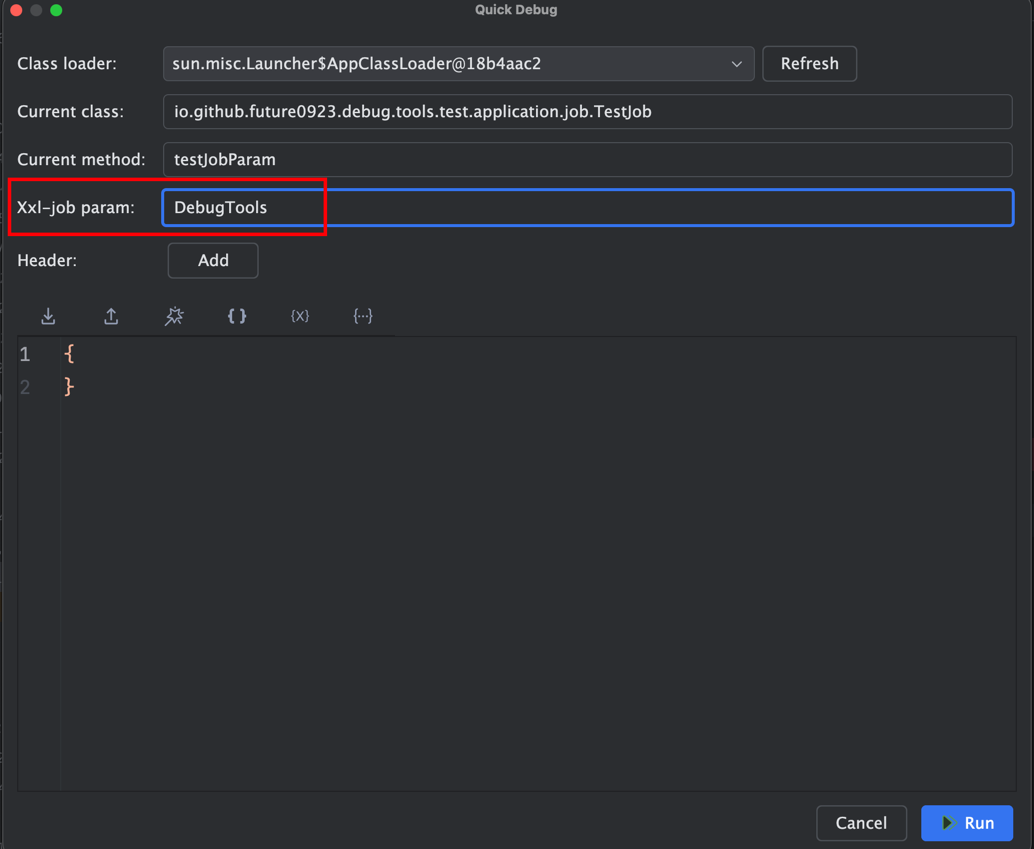 Quick Debug
Class loader: sun.misc.Launcher$AppClassLoader@18b4aac2 Refresh
Current class: io.github.future0923.debug.tools.test.application.job.TestJob
Current method: testJobParam
Xxl-job param: DebugTools
Header: Add
{} {X} {...}
1 {
2 }
Cancel Run